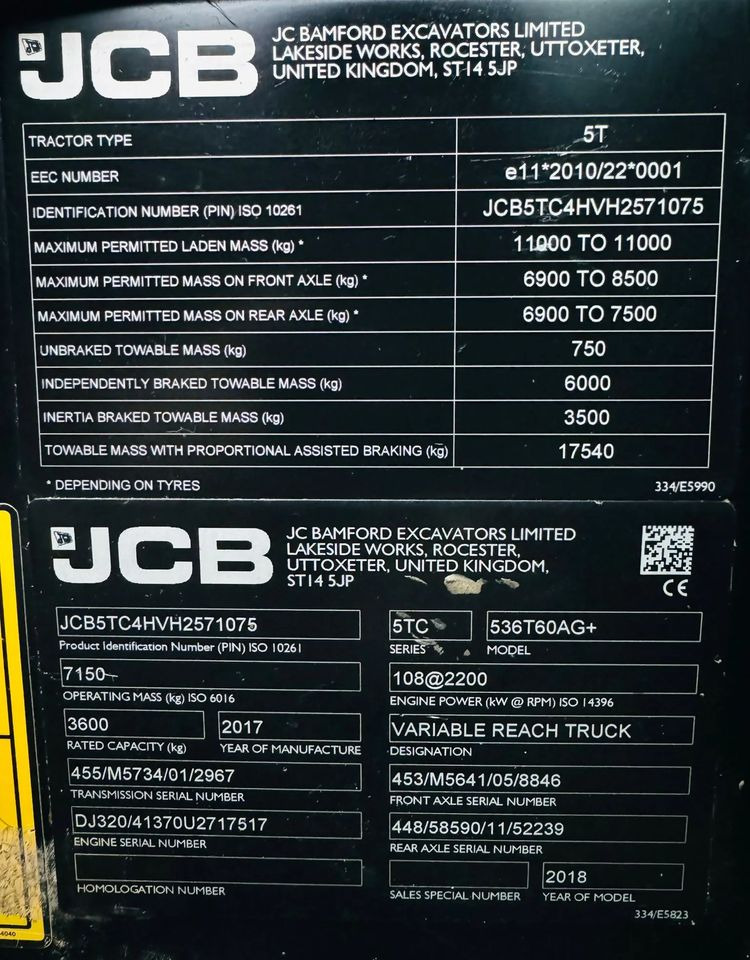 JCB
JC BAMFORD EXCAVATORS LIMITED
LAKESIDE WORKS, ROCESTER, UTTOXETER,
UNITED KINGDOM, ST14 5JP
TRACTOR TYPE 5T
EEC NUMBER e11*2010/22*0001
IDENTIFICATION NUMBER (PIN) ISO 10261 JCB5TC4HVH2571075
MAXIMUM PERMITTED LADEN MASS (kg) * 11000 TO 11000
MAXIMUM PERMITTED MASS ON FRONT AXLE (kg) * 6900 TO 8500
MAXIMUM PERMITTED MASS ON REAR AXLE (kg) * 6900 TO 7500
UNBRAKED TOWABLE MASS (kg) 750
INDEPENDENTLY BRAKED TOWABLE MASS (kg) 6000
INERTIA BRAKED TOWABLE MASS (kg) 3500
TOWABLE MASS WITH PROPORTIONAL ASSISTED BRAKING (kg) 17540
* DEPENDING ON TYRES 334/E5990
JCB
JC BAMFORD EXCAVATORS LIMITED
LAKESIDE WORKS, ROCESTER,
UTTOXETER, UNITED KINGDOM,
ST14 5JP
CE
JCB5TC4HVH2571075 5TC 536T60AG+
Product Identification Number (PIN) ISO 10261 SERIES MODEL
7150 108@2200
OPERATING MASS (kg) ISO 6016 ENGINE POWER (kW @ RPM) ISO 14396
3600 2017 VARIABLE REACH TRUCK
RATED CAPACITY (kg) YEAR OF MANUFACTURE DESIGNATION
455/M5734/01/2967 453/M5641/05/8846
TRANSMISSION SERIAL NUMBER FRONT AXLE SERIAL NUMBER
DJ320/41370U2717517 448/58590/11/52239
ENGINE SERIAL NUMBER REAR AXLE SERIAL NUMBER
2018
HOMOLOGATION NUMBER SALES SPECIAL NUMBER YEAR OF MODEL
334/E5823
4040